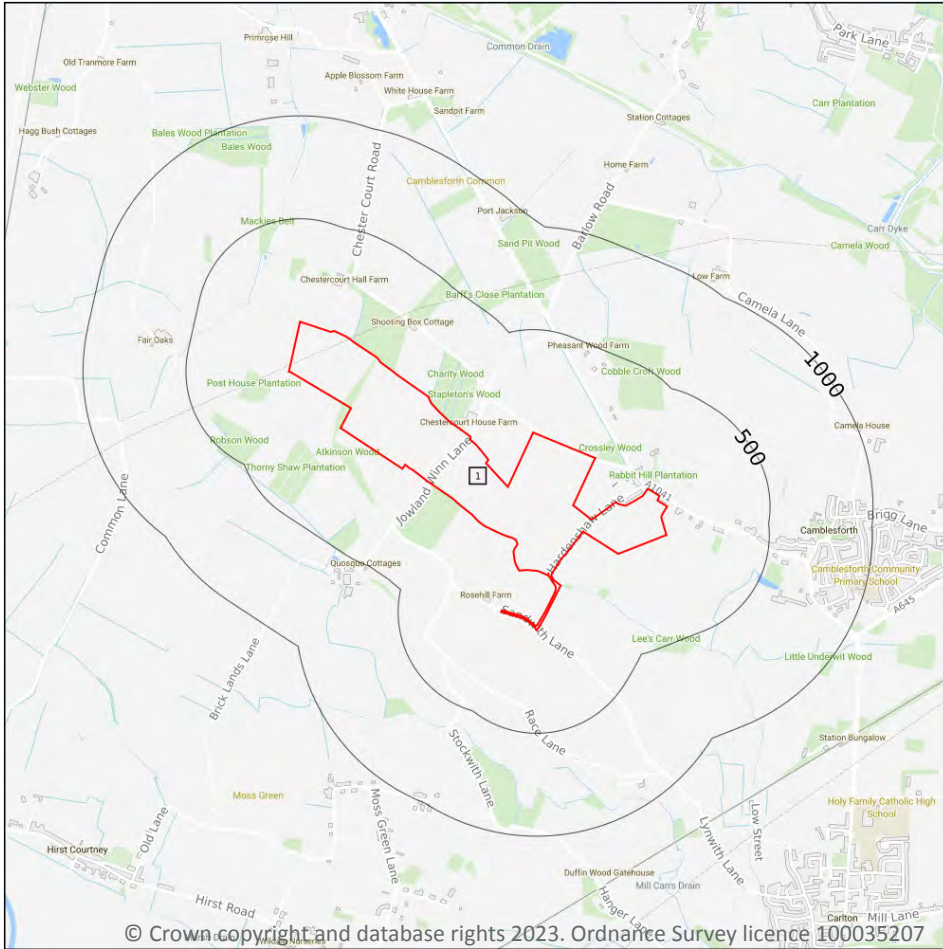 Park Lane
Primrose Hill
Common Drain
Old Tranmore Farm
Apple Blossom Farm
Webster Wood
White House Farm
Carr Plantation
Sandpit Farm
Station Cottages
Hagg Bush Cottages
Bales Wood Plantation
Bales Wood
Chester Court Road
Home Farm
Camblesforth Common
Barlow Road
Mackies Belt
Port Jackson
Carr Dyke
Sand Pit Wood
Camela Wood
Low Farm
Chestercourt Hall Farm
Barff's Close Plantation
Camela Lane
Shooting Box Cottage
Fair Oaks
Pheasant Wood Farm
1000
Charity Wood
Cobble Croft Wood
Post House Plantation
Stapleton's Wood
Chestercourt House Farm
Camela House
500
Robson Wood
Atkinson Wood
Crossley Wood
Thorny Shaw Plantation
Jowland Winn Lane
1
Rabbit Hill Plantation
A1041
Common Lane
Hardenshaw Lane
Brigg Lane
Camblesforth
Quosquo Cottages
Camblesforth Community
Primary School
Rosehill Farm
A645
Sandwith Lane
Lee's Carr Wood
Little Underwit Wood
Brick Lands Lane
Race Lane
Station Bungalow
Stockwith Lane
Moss Green
Holy Family Catholic High
School
Old Lane
Moss Green Lane
Low Street
Lynwith Lane
Hirst Courtney
Duffin Wood Gatehouse
Mill Carrs Drain
Hirst Road
Hanger Lane
Mill Lane
Carlton
© Crown copyright and database rights 2023. Ordnance Survey licence 100035207